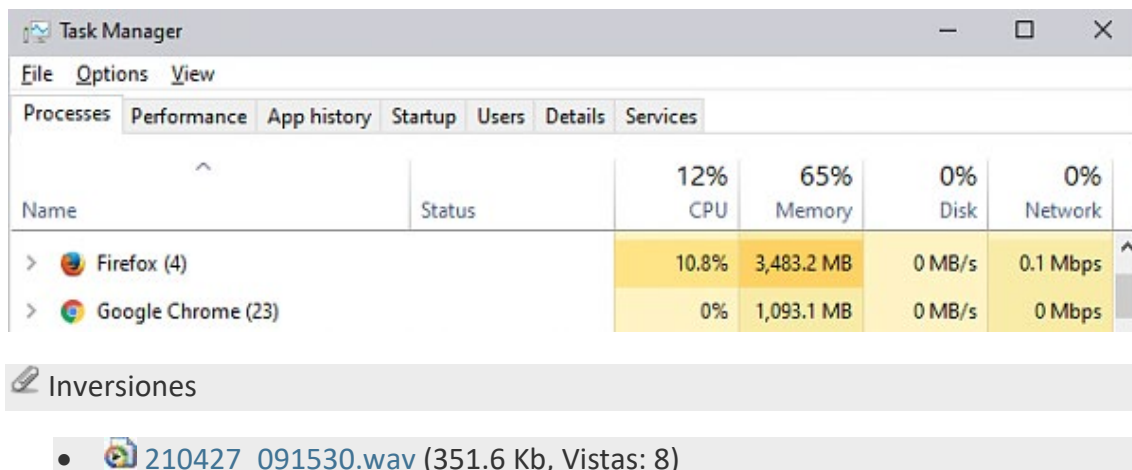 Task Manager
File Options View
Processes Performance App history Startup Users Details Services
12% 65% 0% 0%
Name Status CPU Memory Disk Network
Firefox (4) 10.8% 3,483.2 MB 0 MB/s 0.1 Mbps
Google Chrome (23) 0% 1,093.1 MB 0 MB/s 0 Mbps
Inversiones
• 210427_091530.wav (351.6 Kb, Vistas: 8)